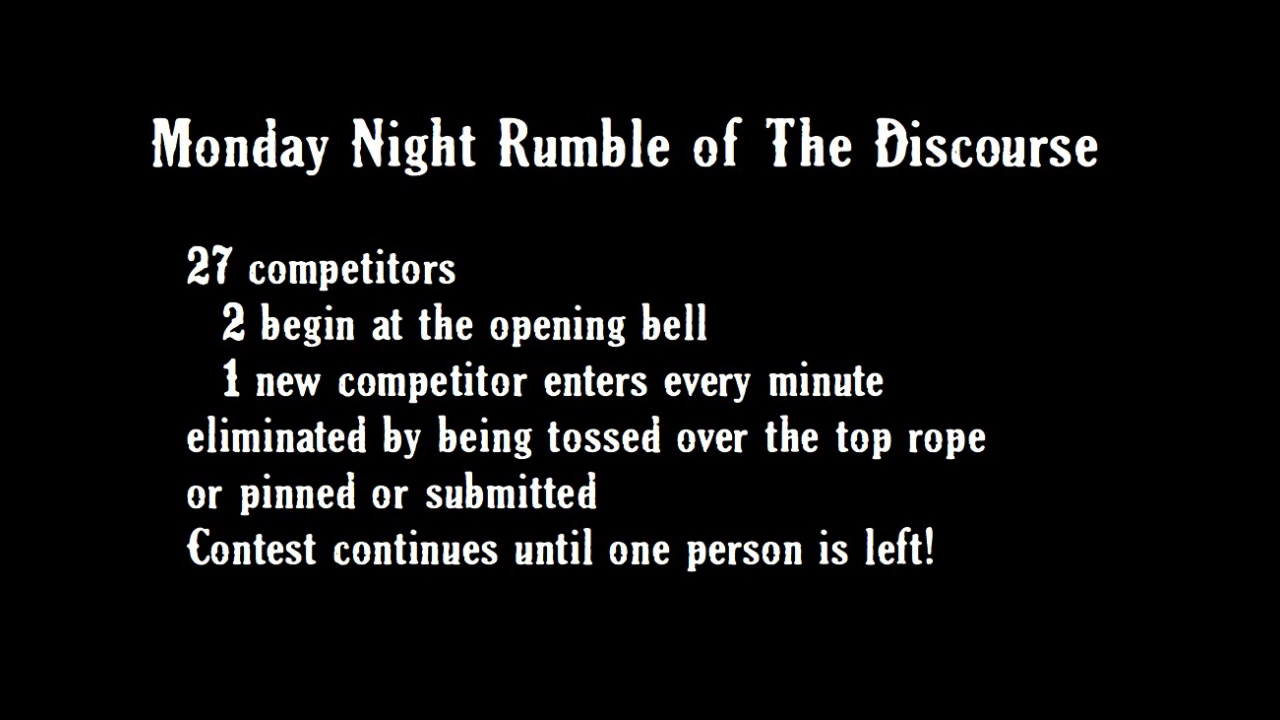 Monday Night Rumble of The Discourse
27 competitors
2 begin at the opening bell
1 new competitor enters every minute
eliminated by being tossed over the top rope
or pinned or submitted
Contest continues until one person is left!